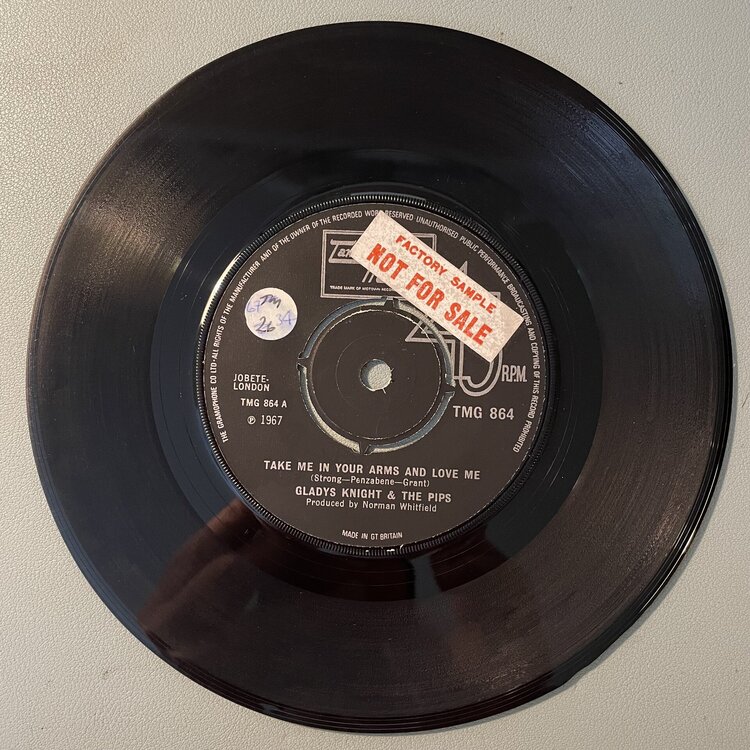 THE GRAMOPHONE CO LTD·ALL RIGHTS OF THE MANUFACTURER AND OF THE OWNER OF THE RECORDED WORK RESERVED UNAUTHORISED PUBLIC PERFORMANCE BROADCASTING AND COPYING OF THIS RECORD PROHIBITED
TRADE MARK OF MOTOWN
FACTORY SAMPLE
NOT FOR SALE
R.P.M.
JOBETE-
LONDON
TMG 864 A
℗ 1967
TMG 864
TAKE ME IN YOUR ARMS AND LOVE ME
(Strong—Penzabene—Grant)
GLADYS KNIGHT & THE PIPS
Produced by Norman Whitfield
MADE IN GT BRITAIN